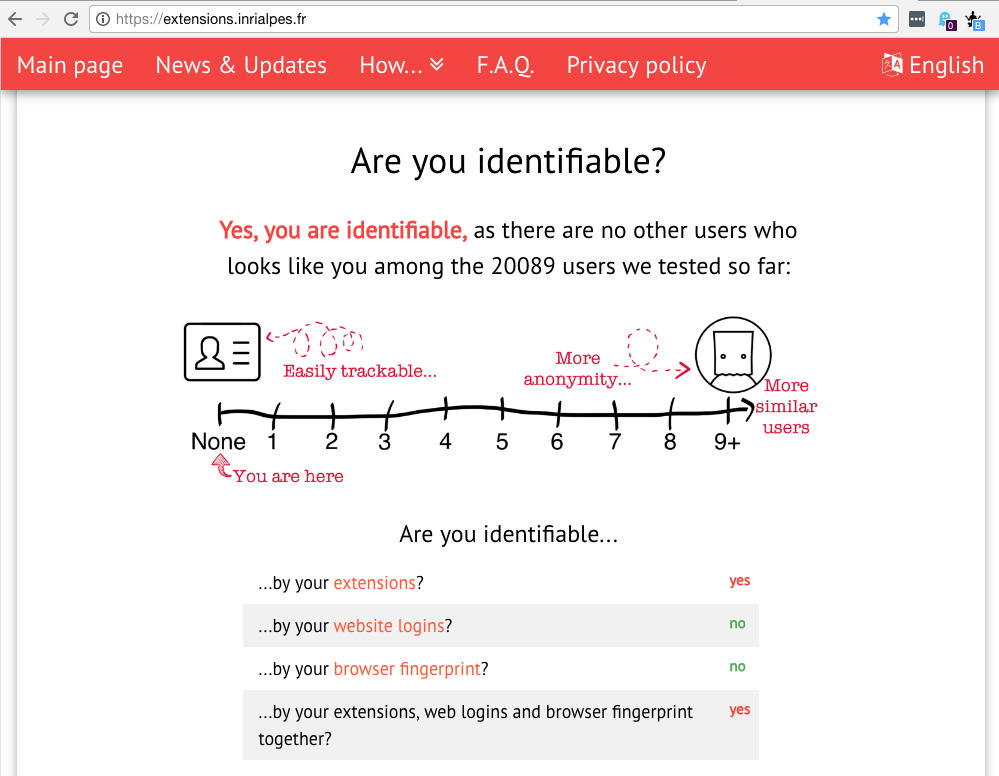 https://extensions.inrialpes.fr
0
B
Main page News & Updates How... F.A.Q. Privacy policy English
Are you identifiable?
Yes, you are identifiable, as there are no other users who
looks like you among the 20089 users we tested so far:
Easily trackable...
More
anonymity...
More
similar
users
None 1 2 3 4 5 6 7 8 9+
You are here
Are you identifiable...
...by your extensions? yes
...by your website logins? no
...by your browser fingerprint? no
...by your extensions, web logins and browser fingerprint yes
together?